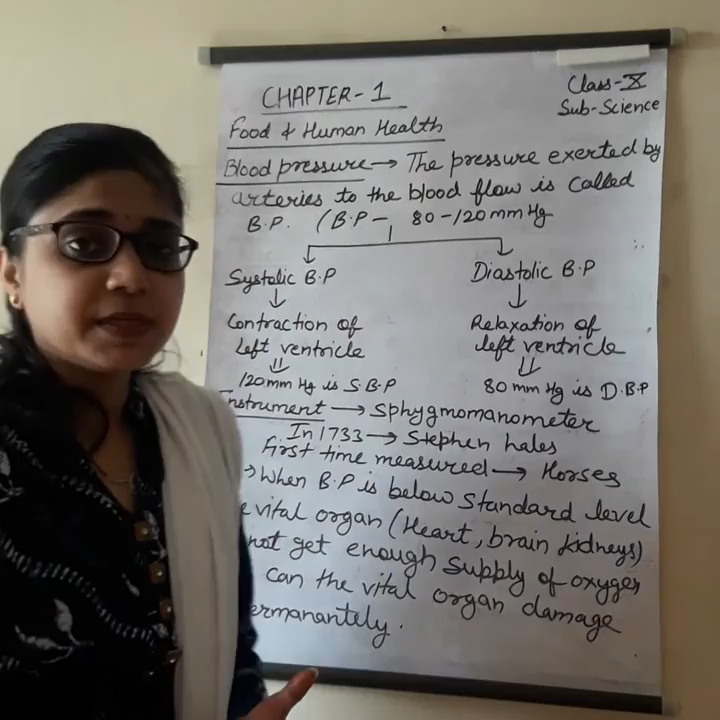 CHAPTER-1
Class-X
Sub-Science
Food & Human Health
Blood pressure → The pressure exerted by
arteries to the blood flow is called
B.P. (B.P - 80-120 mm Hg
Systolic B.P
Diastolic B.P
Contraction of
left ventricle
Relaxation of
left ventricle
120 mm Hg is S.B.P
80 mm Hg is D.B.P
nstrument → Sphygmomanometer
In 1733 → Stephen hales
First time measured → Horses
→ When B.P is below standard level
vital organ (Heart, brain kidneys)
not get enough supply of oxygen
can the vital organ damage
ermanantely.